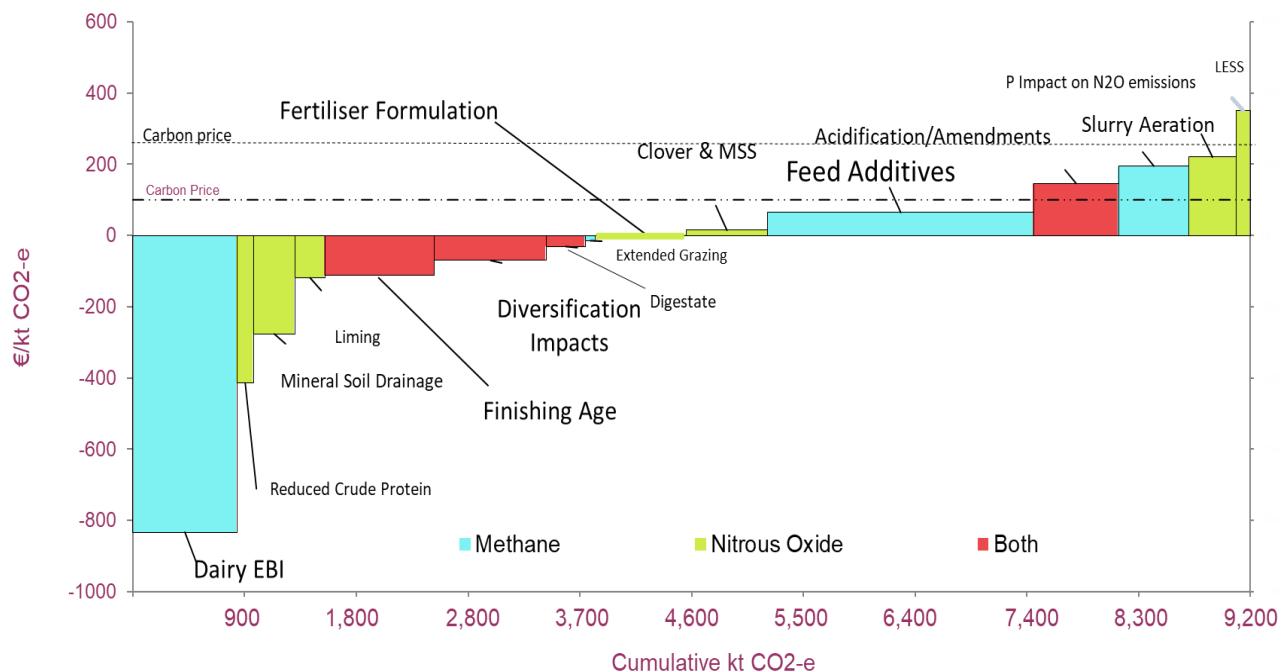 600
400
200
0
-200
-400
-600
-800
-1000
€/kt CO2-e
Carbon price
Carbon Price
Fertiliser Formulation
Clover & MSS
Acidification/Amendments
Feed Additives
P Impact on N2O emissions
LESS
Slurry Aeration
Extended Grazing
Digestate
Diversification
Impacts
Liming
Mineral Soil Drainage
Finishing Age
Reduced Crude Protein
Dairy EBI
Methane
Nitrous Oxide
Both
900
1,800
2,800
3,700
4,600
5,500
6,400
7,400
8,300
9,200
Cumulative kt CO2-e